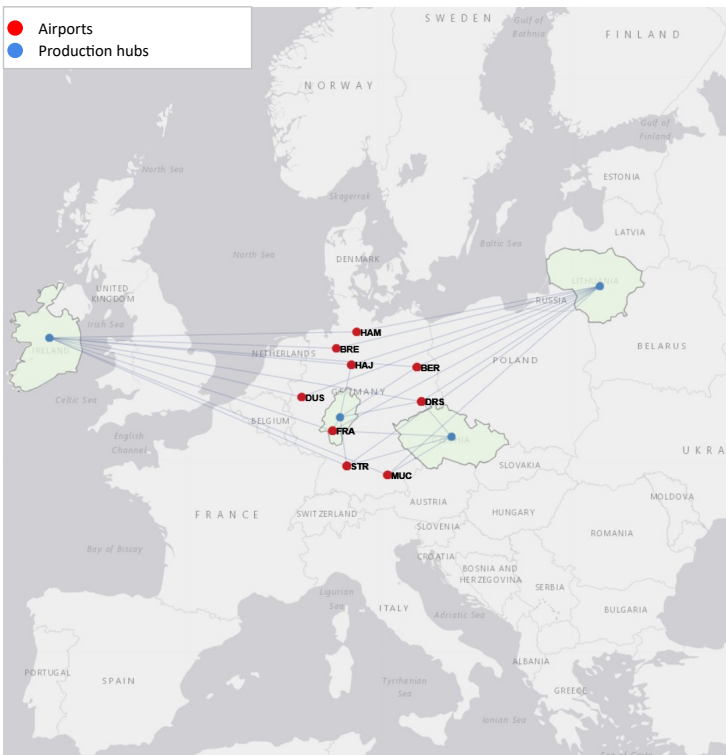 Airports
Production hubs
SWEDEN
Gulf of
Bothnia
FINLAND
NORWAY
Gulf of
Finland
North Sea
ESTONIA
Skagerrak
LATVIA
Baltic Sea
North Sea
DENMARK
LITHUANIA
UNITED
KINGDOM
RUSSIA
Irish Sea
HAM
IRELAND
BRE
NETHERLANDS
BELARUS
HAJ
BER
POLAND
GERMANY
Celtic Sea
DUS
DRS
BELGIUM
English
Channel
FRA
UKRA
STR
SLOVAKIA
MUC
MOLDOVA
AUSTRIA
FRANCE
SWITZERLAND
HUNGARY
SLOVENIA
ROMANIA
Bay of Biscay
CROATIA
BOSNIA AND
HERZEGOVINA
SERBIA
Ligurian
Sea
ITALY
Adriatic Sea
BULGARIA
ALBANIA
PORTUGAL
SPAIN
Tyrrhenian
Sea
GREECE
Ionian Sea